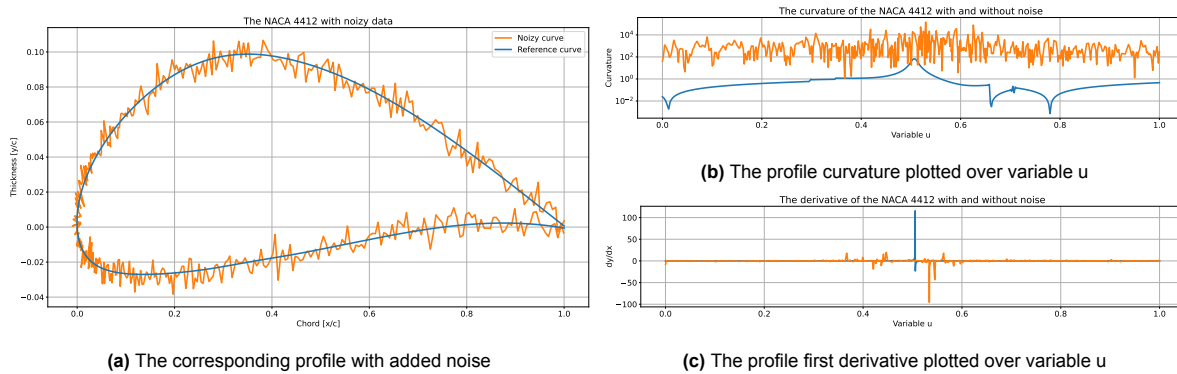 The NACA 4412 with noizy data
Noizy curve
Reference curve
0.10
0.08
0.06
0.04
0.02
0.00
−0.02
−0.04
Thickness [y/c]
0.0 0.2 0.4 0.6 0.8 1.0
Chord [x/c]
(a) The corresponding profile with added noise
The curvature of the NACA 4412 with and without noise
10^4
10^2
10^0
10^−2
Curvature
0.0 0.2 0.4 0.6 0.8 1.0
Variable u
(b) The profile curvature plotted over variable u
The derivative of the NACA 4412 with and without noise
100
50
0
−50
−100
dy/dx
0.0 0.2 0.4 0.6 0.8 1.0
Variable u
(c) The profile first derivative plotted over variable u